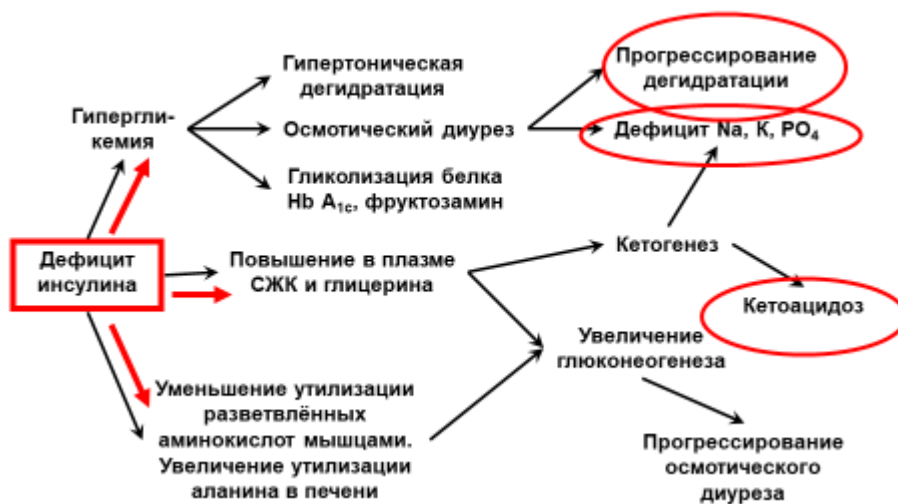 Гипертоническая
дегидратация
Прогрессирование
дегидратации
Гипергли-
кемия
Осмотический диурез
Дефицит Na, К, PO₄
Гликолизация белка
Hb A₁c, фруктозамин
Дефицит
инсулина
Повышение в плазме
СЖК и глицерина
Кетогенез
Кетоацидоз
Увеличение
глюконеогенеза
Уменьшение утилизации
разветвлённых
аминокислот мышцами.
Увеличение утилизации
аланина в печени
Прогрессирование
осмотического
диуреза